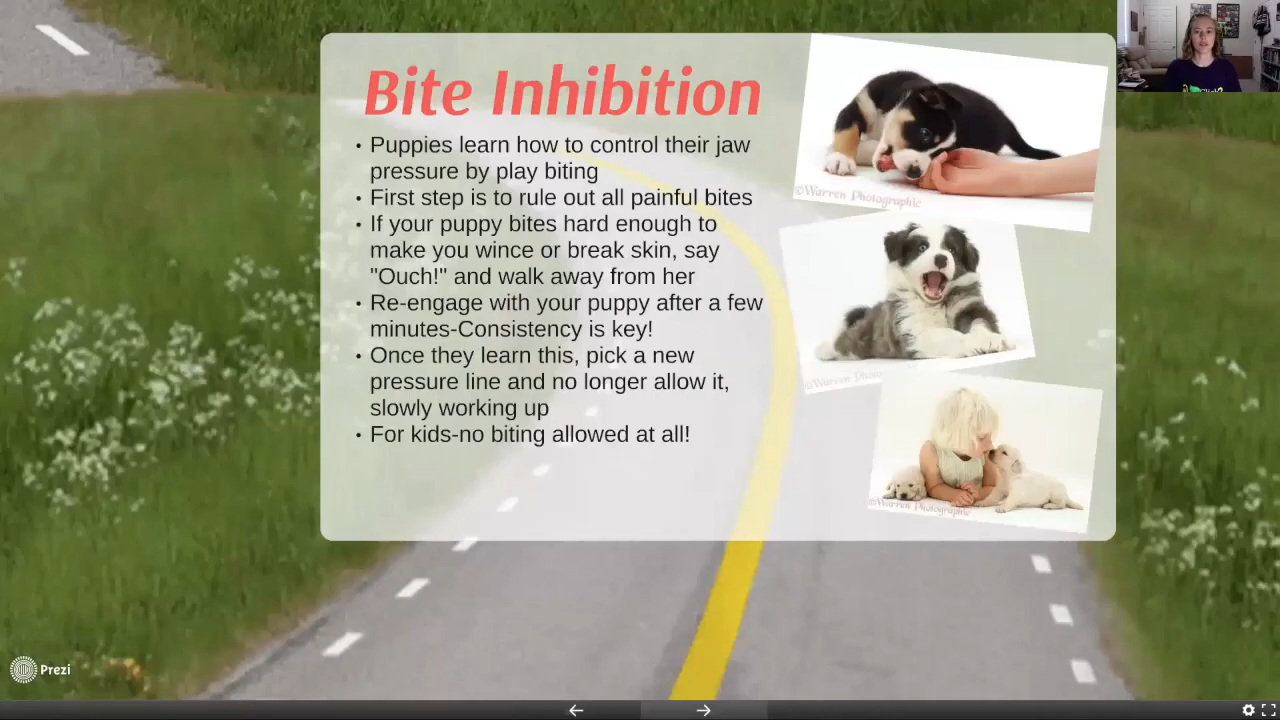 Bite Inhibition
• Puppies learn how to control their jaw
pressure by play biting
• First step is to rule out all painful bites
• If your puppy bites hard enough to
make you wince or break skin, say
"Ouch!" and walk away from her
• Re-engage with your puppy after a few
minutes-Consistency is key!
• Once they learn this, pick a new
pressure line and no longer allow it,
slowly working up
• For kids-no biting allowed at all!
©Warren Photographic
©Warren Photographic
©Warren Photographic
Prezi